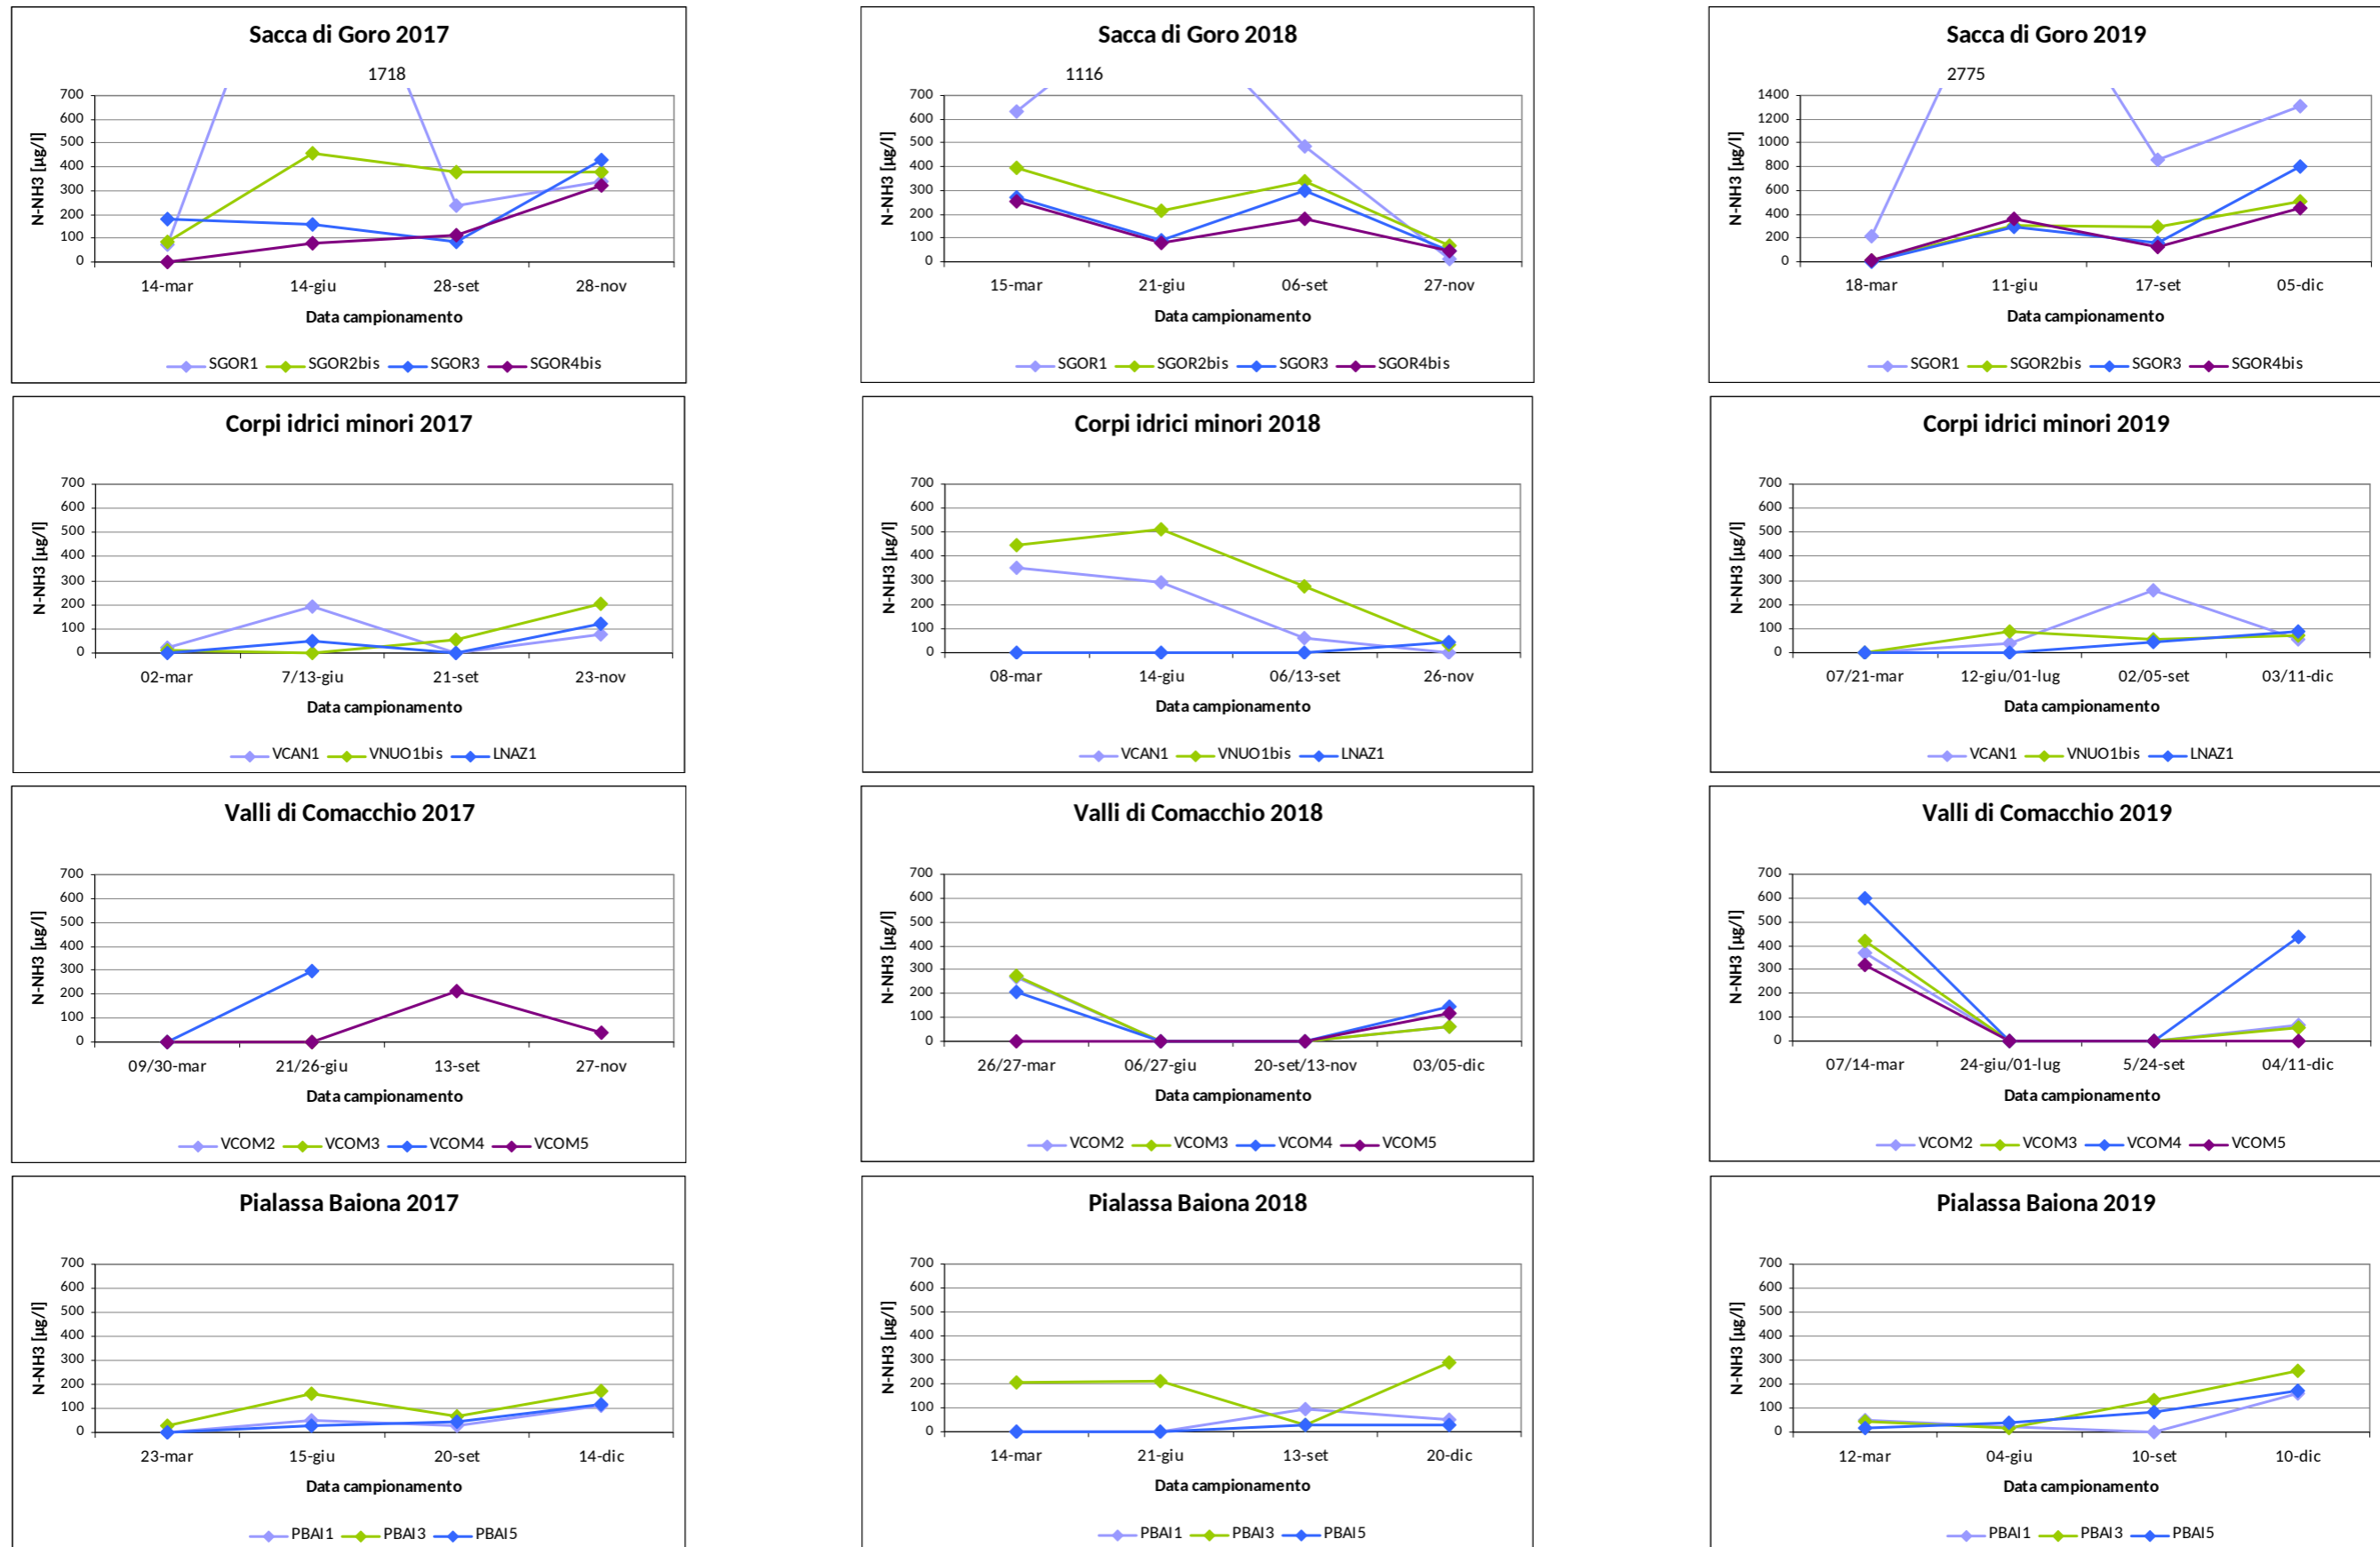 Sacca di Goro 2017
1718
700
600
500
400
300
200
100
0
N-NH3 [µg/l]
14-mar 14-giu 28-set 28-nov
Data campionamento
SGOR1 SGOR2bis SGOR3 SGOR4bis
Sacca di Goro 2018
1116
700
600
500
400
300
200
100
0
N-NH3 [µg/l]
15-mar 21-giu 06-set 27-nov
Data campionamento
SGOR1 SGOR2bis SGOR3 SGOR4bis
Sacca di Goro 2019
2775
1400
1200
1000
800
600
400
200
0
N-NH3 [µg/l]
18-mar 11-giu 17-set 05-dic
Data campionamento
SGOR1 SGOR2bis SGOR3 SGOR4bis
Corpi idrici minori 2017
700
600
500
400
300
200
100
0
N-NH3 [µg/l]
02-mar 7/13-giu 21-set 23-nov
Data campionamento
VCAN1 VNUO1bis LNAZ1
Corpi idrici minori 2018
700
600
500
400
300
200
100
0
N-NH3 [µg/l]
08-mar 14-giu 06/13-set 26-nov
Data campionamento
VCAN1 VNUO1bis LNAZ1
Corpi idrici minori 2019
700
600
500
400
300
200
100
0
N-NH3 [µg/l]
07/21-mar 12-giu/01-lug 02/05-set 03/11-dic
Data campionamento
VCAN1 VNUO1bis LNAZ1
Valli di Comacchio 2017
700
600
500
400
300
200
100
0
N-NH3 [µg/l]
09/30-mar 21/26-giu 13-set 27-nov
Data campionamento
VCOM2 VCOM3 VCOM4 VCOM5
Valli di Comacchio 2018
700
600
500
400
300
200
100
0
N-NH3 [µg/l]
26/27-mar 06/27-giu 20-set/13-nov 03/05-dic
Data campionamento
VCOM2 VCOM3 VCOM4 VCOM5
Valli di Comacchio 2019
700
600
500
400
300
200
100
0
N-NH3 [µg/l]
07/14-mar 24-giu/01-lug 5/24-set 04/11-dic
Data campionamento
VCOM2 VCOM3 VCOM4 VCOM5
Pialassa Baiona 2017
700
600
500
400
300
200
100
0
N-NH3 [µg/l]
23-mar 15-giu 20-set 14-dic
Data campionamento
PBAI1 PBAI3 PBAI5
Pialassa Baiona 2018
700
600
500
400
300
200
100
0
N-NH3 [µg/l]
14-mar 21-giu 13-set 20-dic
Data campionamento
PBAI1 PBAI3 PBAI5
Pialassa Baiona 2019
700
600
500
400
300
200
100
0
N-NH3 [µg/l]
12-mar 04-giu 10-set 10-dic
Data campionamento
PBAI1 PBAI3 PBAI5